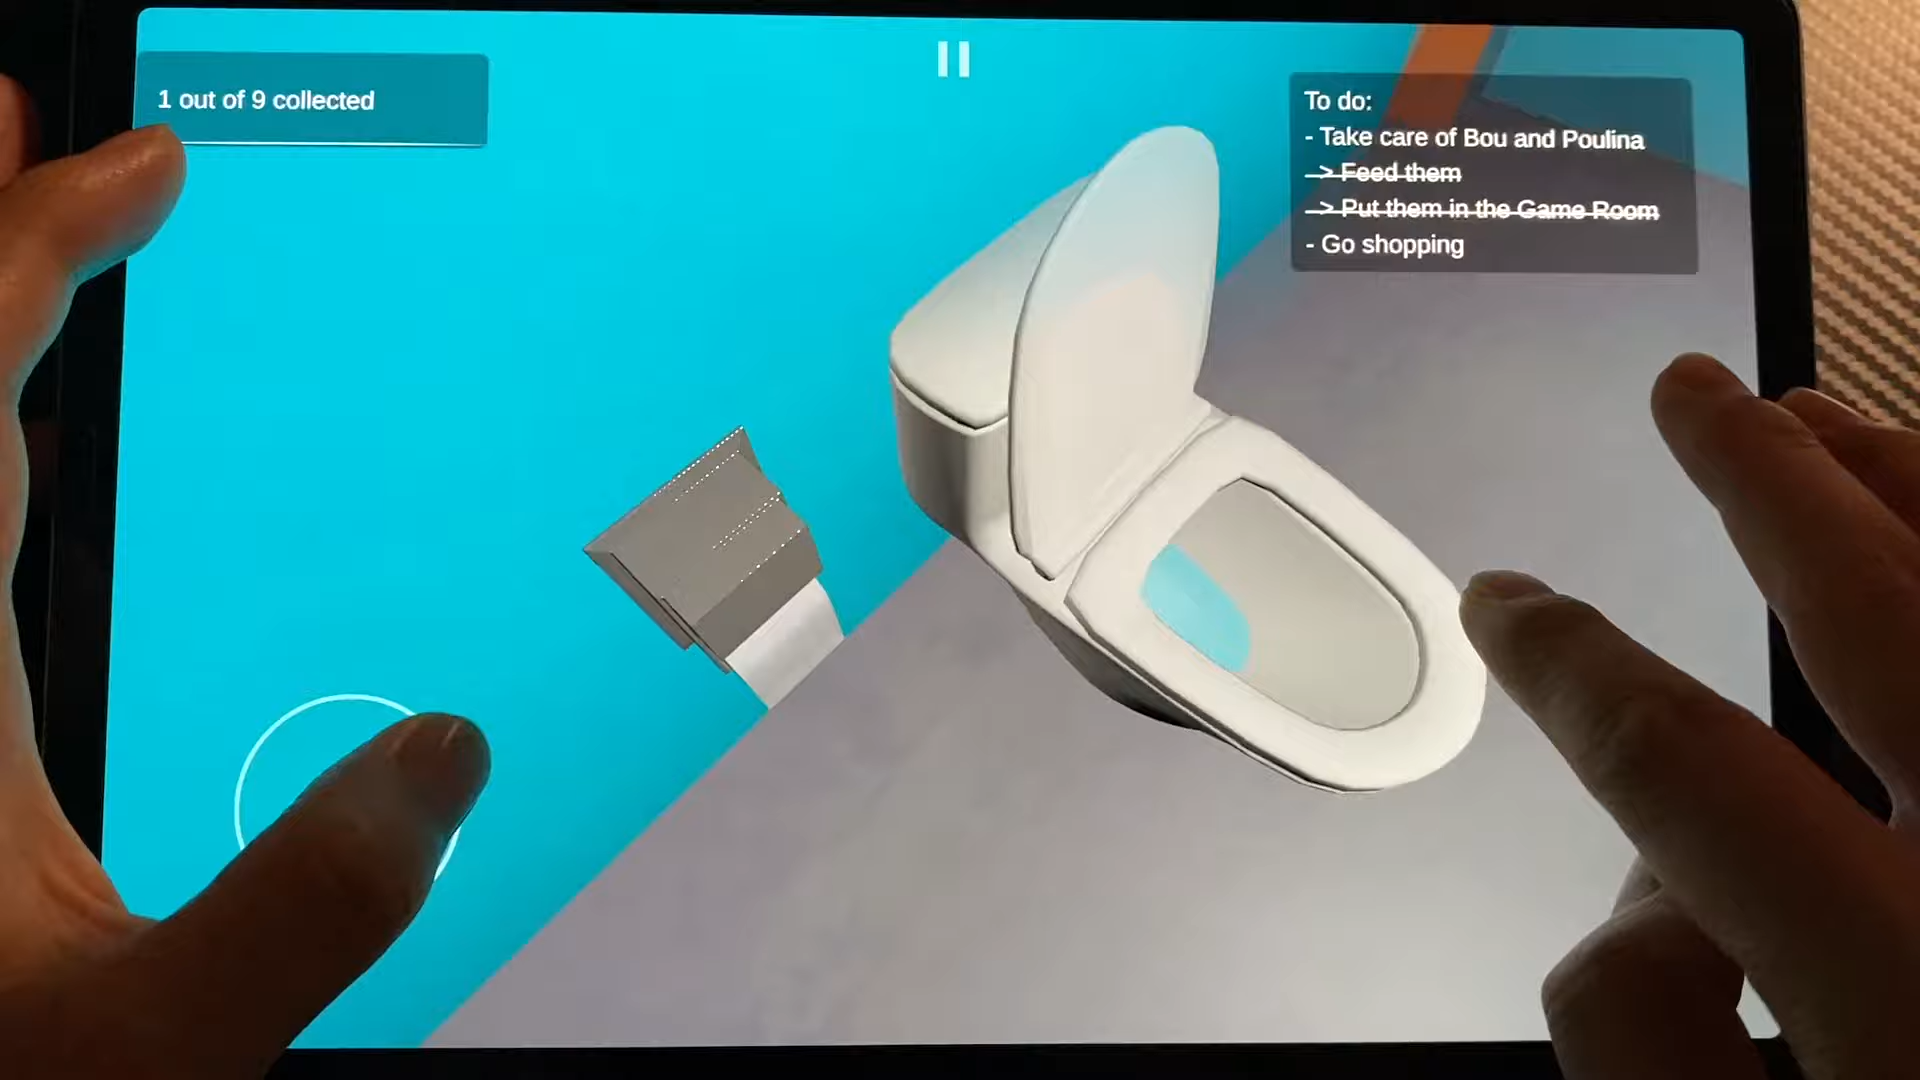 1 out of 9 collected
To do:
- Take care of Bou and Poulina
--> Feed them
--> Put them in the Game Room
- Go shopping